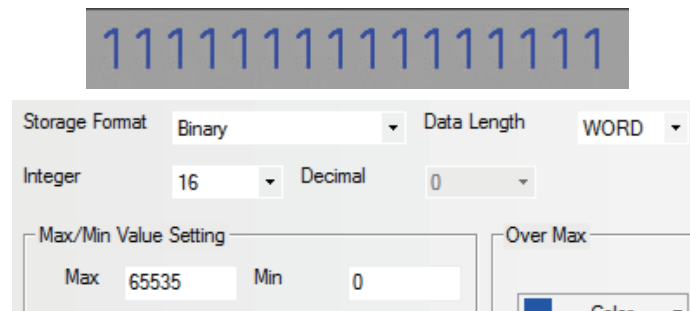 1111111111111111
Storage Format Binary Data Length WORD
Integer 16 Decimal 0
Max/Min Value Setting Over Max
Max 65535 Min 0